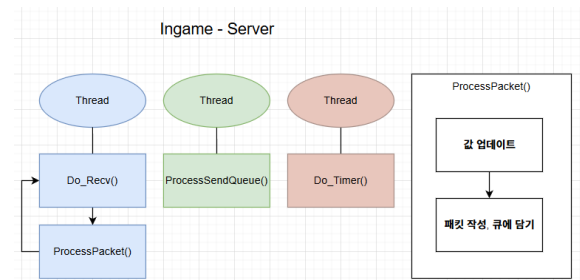 Ingame - Server
Thread
Thread
Thread
ProcessPacket()
Do_Recv()
ProcessSendQueue()
Do_Timer()
ProcessPacket()
값 업데이트
패킷 작성, 큐에 담기